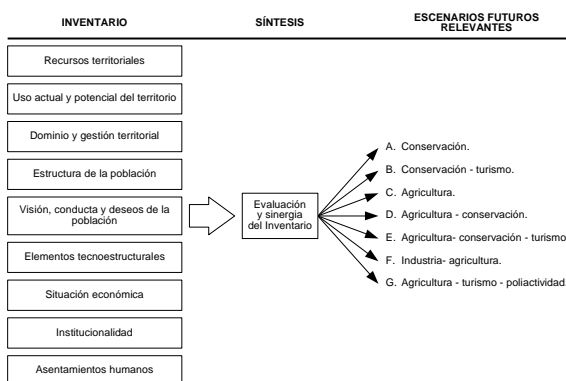 INVENTARIO
SÍNTESIS
ESCENARIOS FUTUROS
RELEVANTES
Recursos territoriales
Uso actual y potencial del territorio
Dominio y gestión territorial
Estructura de la población
Visión, conducta y deseos de la
población
Elementos tecnoestructurales
Situación económica
Institucionalidad
Asentamientos humanos
Evaluación
y sinergia
del Inventario
A. Conservación.
B. Conservación - turismo.
C. Agricultura.
D. Agricultura - conservación.
E. Agricultura- conservación - turismo
F. Industria- agricultura.
G. Agricultura - turismo - poliactividad